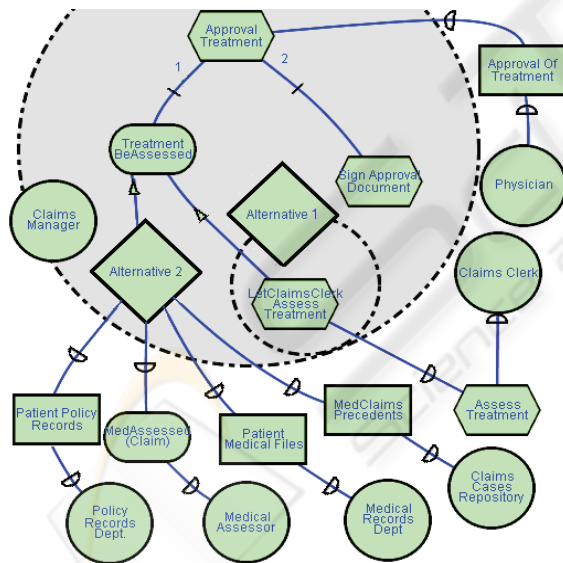 Approval
Treatment
1
2
Approval Of
Treatment
Treatment
BeAssessed
Sign Approval
Document
Physician
Claims
Manager
Alternative 1
Alternative 2
Claims Clerk
LetClaimsClerk
Assess
Treatment
Patient Policy
Records
MedAssessed
(Claim)
Patient
Medical Files
MedClaims
Precedents
Assess
Treatment
Policy
Records
Dept.
Medical
Assessor
Medical
Records
Dept
Claims
Cases
Repository